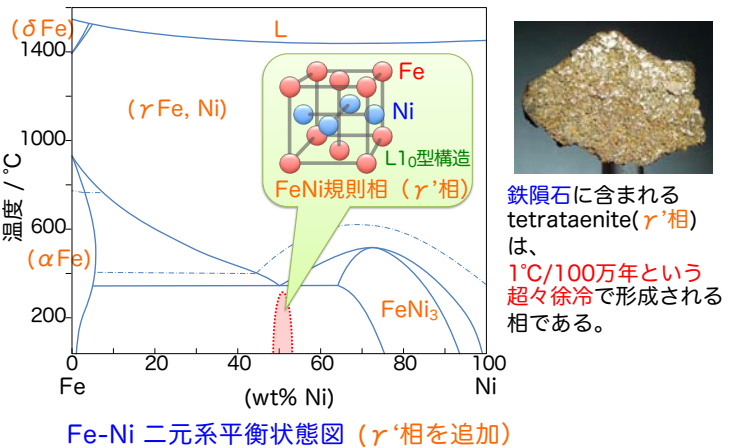 (δFe)
L
1400
(γFe, Ni)
Fe
Ni
L1₀型構造
FeNi規則相（γ’相）
1000
温度 / ℃
600
(αFe)
200
FeNi₃
0 20 40 60 80 100
Fe (wt% Ni) Ni
Fe-Ni 二元系平衡状態図（γ‘相を追加）
鉄隕石に含まれる
tetrataenite(γ’相)
は、
1℃/100万年という
超々徐冷で形成される
相である。